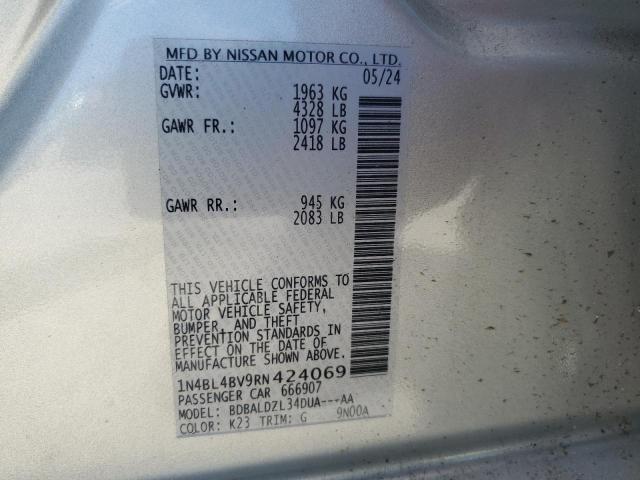 MFD BY NISSAN MOTOR CO., LTD.
DATE: 05/24
GVWR: 1963 KG
4328 LB
GAWR FR.: 1097 KG
2418 LB
GAWR RR.: 945 KG
2083 LB
THIS VEHICLE CONFORMS TO
ALL APPLICABLE FEDERAL
MOTOR VEHICLE SAFETY,
BUMPER, AND THEFT
PREVENTION STANDARDS IN
EFFECT ON THE DATE OF
MANUFACTURE SHOWN ABOVE.
1N4BL4BV9RN424069
PASSENGER CAR 666907
MODEL: BDBALDZL34DUA---AA
COLOR: K23 TRIM: G 9N00A